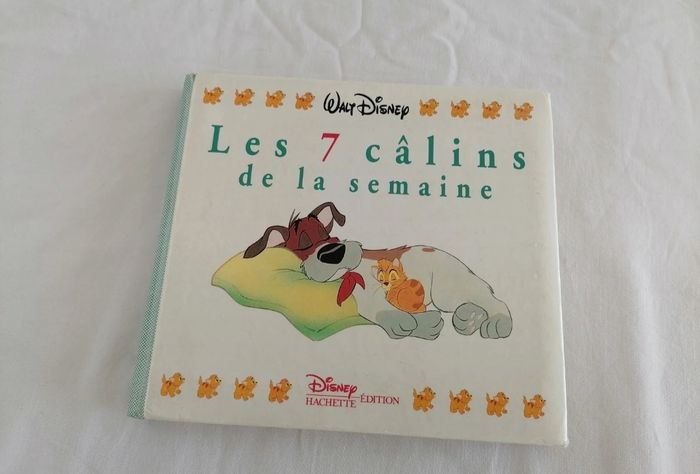 WALT DISNEY
Les 7 câlins
de la semaine
DISNEY
HACHETTE ÉDITION